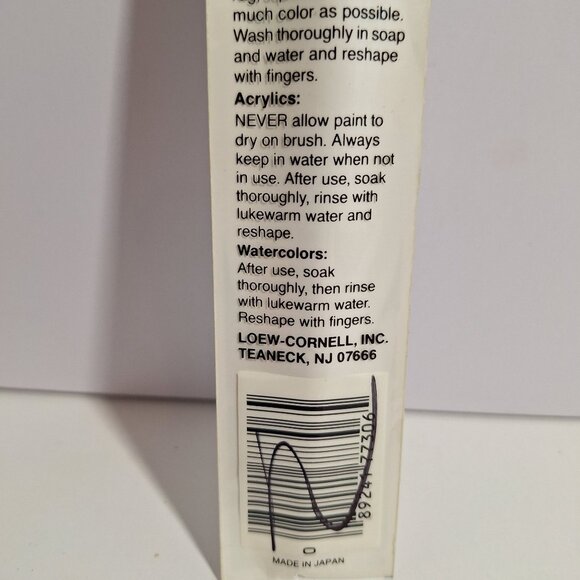 much color as possible.
Wash thoroughly in soap
and water and reshape
with fingers.
Acrylics:
NEVER allow paint to
dry on brush. Always
keep in water when not
in use. After use, soak
thoroughly, rinse with
lukewarm water and
reshape.
Watercolors:
After use, soak
thoroughly, then rinse
with lukewarm water.
Reshape with fingers.
LOEW-CORNELL, INC.
TEANECK, NJ 07666
89241 77306
0
MADE IN JAPAN